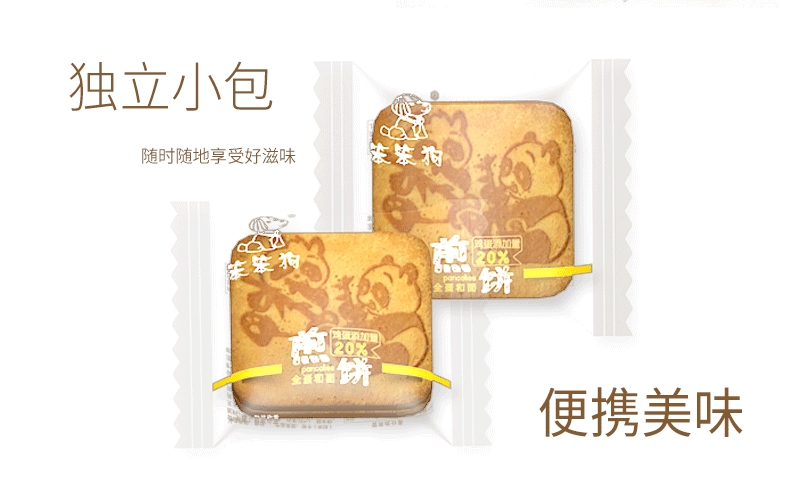 独立小包
随时随地享受好滋味
笨笨狗
鸡蛋添加量
20%
煎饼
pancakes
全蛋和面
笨笨狗
鸡蛋添加量
20%
煎饼
pancakes
全蛋和面
便携美味